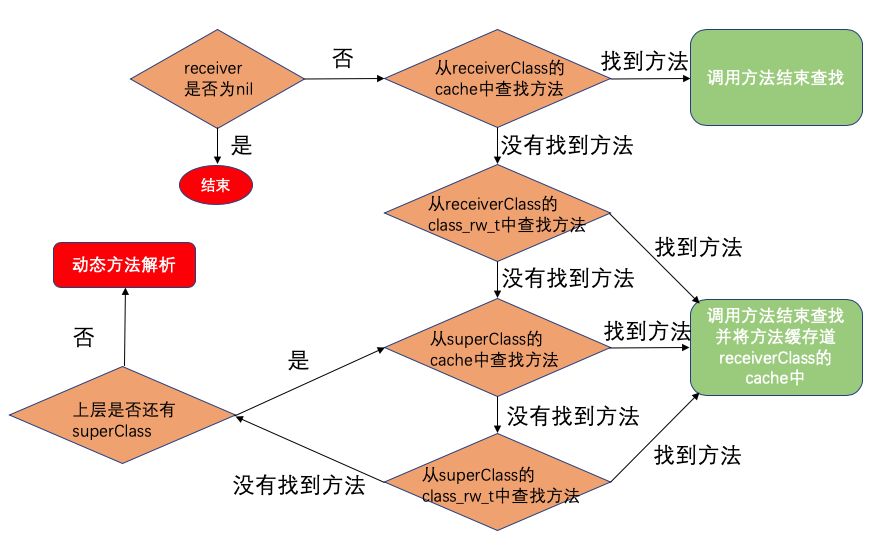 receiver
是否为nil
否
从receiverClass的
cache中查找方法
找到方法
调用方法结束查找
是
结束
没有找到方法
从receiverClass的
class_rw_t中查找方法
找到方法
没有找到方法
动态方法解析
否
是
从superClass的
cache中查找方法
找到方法
调用方法结束查找
并将方法缓存道
receiverClass的
cache中
上层是否还有
superClass
没有找到方法
没有找到方法
从superClass的
class_rw_t中查找方法
找到方法